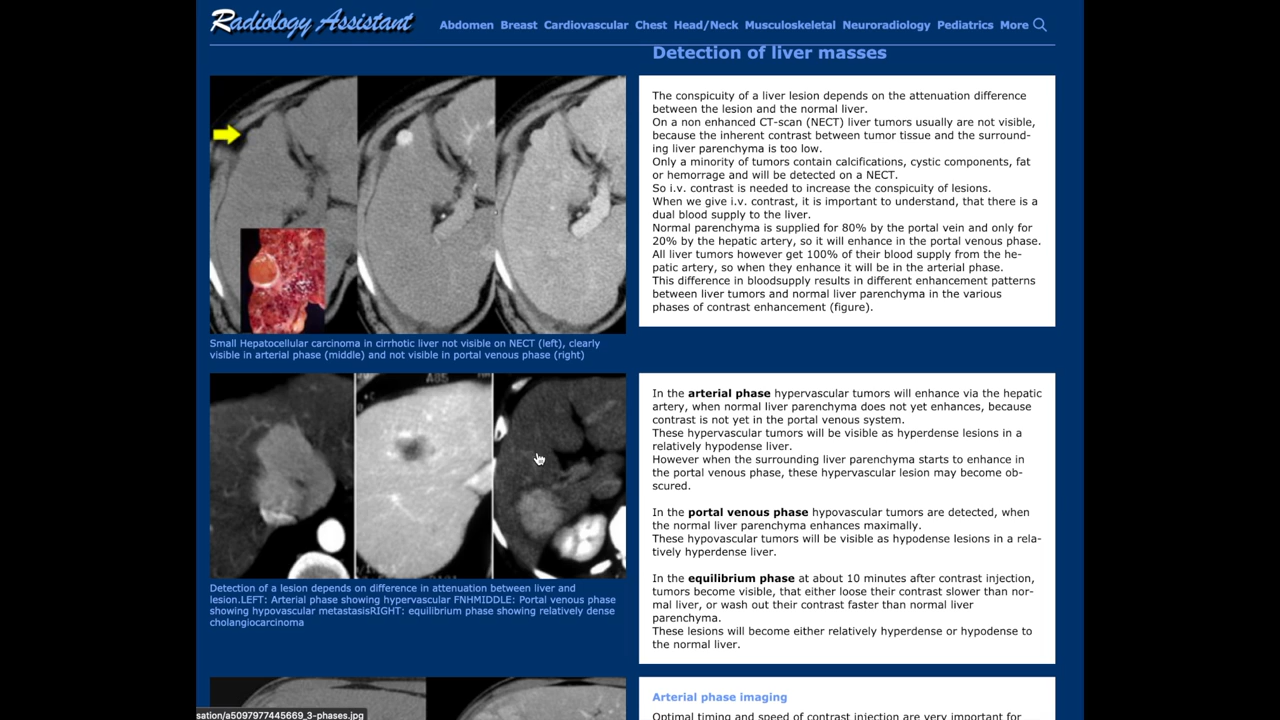 Radiology Assistant
Abdomen Breast Cardiovascular Chest Head/Neck Musculoskeletal Neuroradiology Pediatrics More
Detection of liver masses
The conspicuity of a liver lesion depends on the attenuation difference
between the lesion and the normal liver.
On a non enhanced CT-scan (NECT) liver tumors usually are not visible,
because the inherent contrast between tumor tissue and the surround-
ing liver parenchyma is too low.
Only a minority of tumors contain calcifications, cystic components, fat
or hemorrage and will be detected on a NECT.
So i.v. contrast is needed to increase the conspicuity of lesions.
When we give i.v. contrast, it is important to understand, that there is a
dual blood supply to the liver.
Normal parenchyma is supplied for 80% by the portal vein and only for
20% by the hepatic artery, so it will enhance in the portal venous phase.
All liver tumors however get 100% of their blood supply from the he-
patic artery, so when they enhance it will be in the arterial phase.
This difference in bloodsupply results in different enhancement patterns
between liver tumors and normal liver parenchyma in the various
phases of contrast enhancement (figure).
Small Hepatocellular carcinoma in cirrhotic liver not visible on NECT (left), clearly
visible in arterial phase (middle) and not visible in portal venous phase (right)
In the arterial phase hypervascular tumors will enhance via the hepatic
artery, when normal liver parenchyma does not yet enhances, because
contrast is not yet in the portal venous system.
These hypervascular tumors will be visible as hyperdense lesions in a
relatively hypodense liver.
However when the surrounding liver parenchyma starts to enhance in
the portal venous phase, these hypervascular lesion may become ob-
scured.
In the portal venous phase hypovascular tumors are detected, when
the normal liver parenchyma enhances maximally.
These hypovascular tumors will be visible as hypodense lesions in a rela-
tively hyperdense liver.
In the equilibrium phase at about 10 minutes after contrast injection,
tumors become visible, that either loose their contrast slower than nor-
mal liver, or wash out their contrast faster than normal liver
parenchyma.
These lesions will become either relatively hyperdense or hypodense to
the normal liver.
Detection of a lesion depends on difference in attenuation between liver and
lesion.LEFT: Arterial phase showing hypervascular FNHMIDDLE: Portal venous phase
showing hypovascular metastasisRIGHT: equilibrium phase showing relatively dense
cholangiocarcinoma
Arterial phase imaging
Optimal timing and speed of contrast injection are very important for
sation/a5097977445669_3-phases.jpg